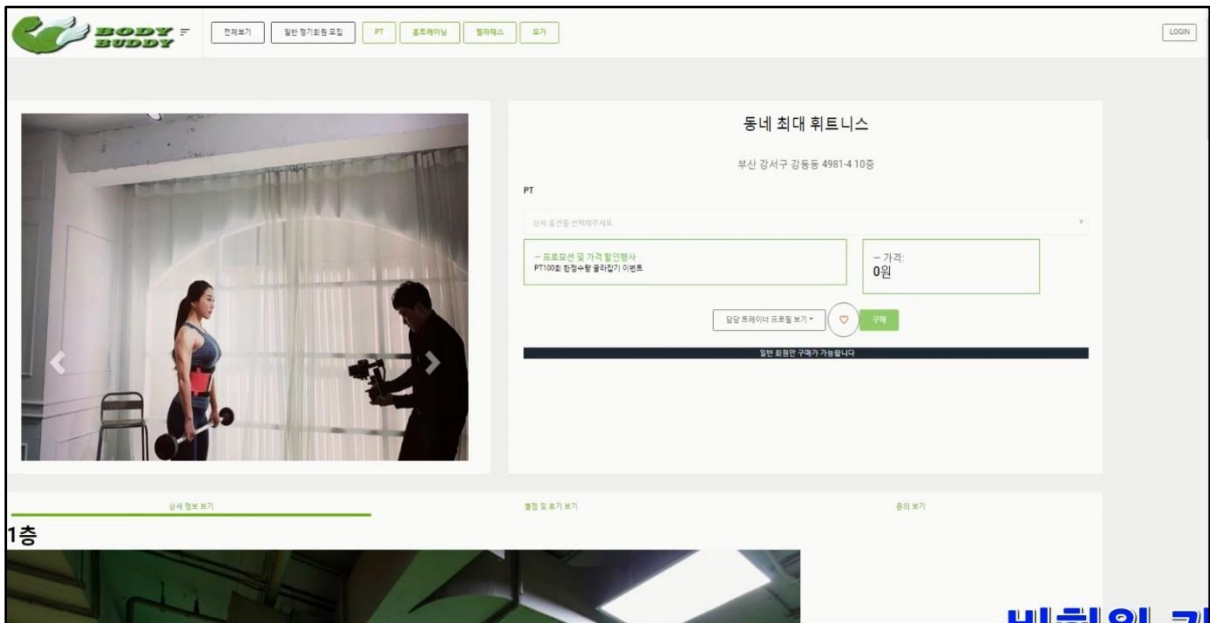 BODY
BUDDY
전체보기
일반 정기회원 모집
PT
홈트레이닝
필라테스
요가
LOGIN
동네 최대 휘트니스
부산 강서구 강동동 4981-4 10층
PT
상세 옵션을 선택해주세요
– 프로모션 및 가격 할인행사
PT100회 한정수량 몰라잡기 이벤트
– 가격:
0원
담당 트레이너 프로필 보기
구매
일반 회원만 구매가 가능합니다
상세 정보 보기
별점 및 후기 보기
문의 보기
1층